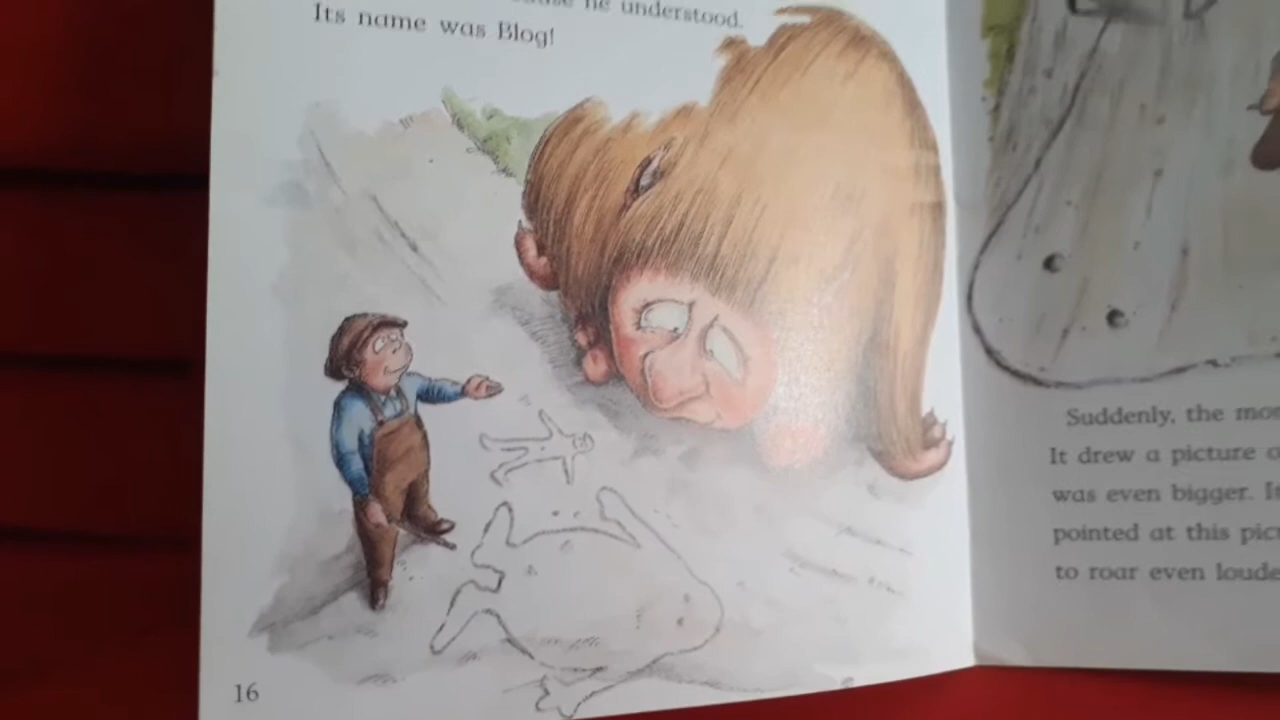 he understood.
Its name was Blog!
16
Suddenly, the
It drew a picture
was even bigger.
pointed at this
to roar even